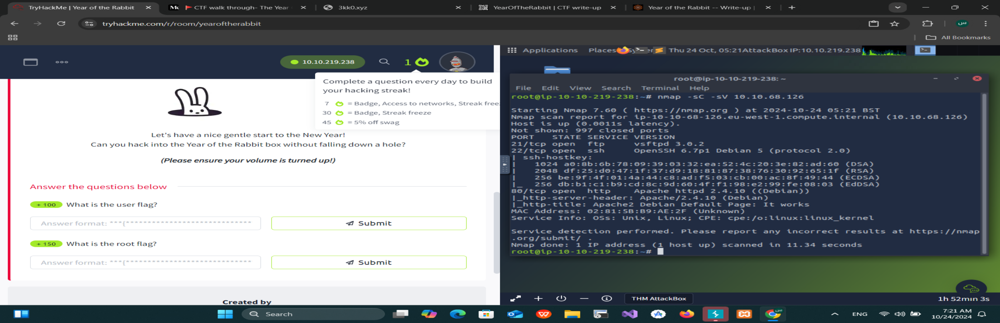 TryHackMe | Year of the Rabbit
CTF walk through- The Year
3kk0.xyz
YearOfTheRabbit | CTF write-up
Year of the Rabbit -- Write-up |
tryhackme.com/r/room/yearoftherabbit
س
All Bookmarks
10.10.219.238
1
Complete a question every day to build
your hacking streak!
7 = Badge, Access to networks, Streak free
30 = Badge, Streak freeze
45 = 5% off swag
Let's have a nice gentle start to the New Year!
Can you hack into the Year of the Rabbit box without falling down a hole?
(Please ensure your volume is turned up!)
Answer the questions below
+ 100 What is the user flag?
Answer format: ***{*****************************
Submit
+ 150 What is the root flag?
Answer format: ***{*****************************
Submit
Created by
Applications Places Thu 24 Oct, 05:21 AttackBox IP:10.10.219.238
root@ip-10-10-219-238: ~
File Edit View Search Terminal Help
root@ip-10-10-219-238:~# nmap -sC -sV 10.10.68.126
Starting Nmap 7.60 ( https://nmap.org ) at 2024-10-24 05:21 BST
Nmap scan report for ip-10-10-68-126.eu-west-1.compute.internal (10.10.68.126)
Host is up (0.0011s latency).
Not shown: 997 closed ports
PORT   STATE SERVICE VERSION
21/tcp open  ftp     vsftpd 3.0.2
22/tcp open  ssh     OpenSSH 6.7p1 Debian 5 (protocol 2.0)
| ssh-hostkey:
|   1024 a0:8b:6b:78:09:39:03:32:ea:52:4c:20:3e:82:ad:60 (DSA)
|   2048 df:25:d0:47:1f:37:d9:18:81:87:38:76:30:92:65:1f (RSA)
|   256 be:9f:4f:01:4a:44:c8:ad:f5:03:cb:00:ac:8f:49:44 (ECDSA)
|_  256 db:b1:c1:b9:cd:8c:9d:60:4f:f1:98:e2:99:fe:08:03 (EdDSA)
80/tcp open  http    Apache httpd 2.4.10 ((Debian))
|_http-server-header: Apache/2.4.10 (Debian)
|_http-title: Apache2 Debian Default Page: It works
MAC Address: 02:81:5B:B9:AE:2F (Unknown)
Service Info: OSs: Unix, Linux; CPE: cpe:/o:linux:linux_kernel
Service detection performed. Please report any incorrect results at https://nmap
.org/submit/ .
Nmap done: 1 IP address (1 host up) scanned in 11.34 seconds
root@ip-10-10-219-238:~#
THM AttackBox
1h 52min 3s
Search
ENG
7:21 AM
10/24/2024